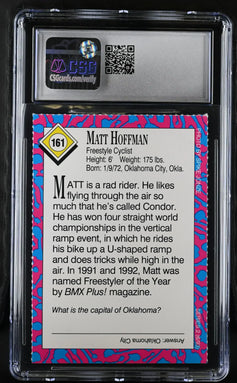 CSG
CSGcards.com/verify
161
MATT HOFFMAN
Freestyle Cyclist
Height: 6' Weight: 175 lbs.
Born: 1/9/72, Oklahoma City, Okla.
MATT is a rad rider. He likes
flying through the air so
much that he's called Condor.
He has won four straight world
championships in the vertical
ramp event, in which he rides
his bike up a U-shaped ramp
and does tricks while high in the
air. In 1991 and 1992, Matt was
named Freestyler of the Year
by BMX Plus! magazine.
What is the capital of Oklahoma?
Answer: Oklahoma City